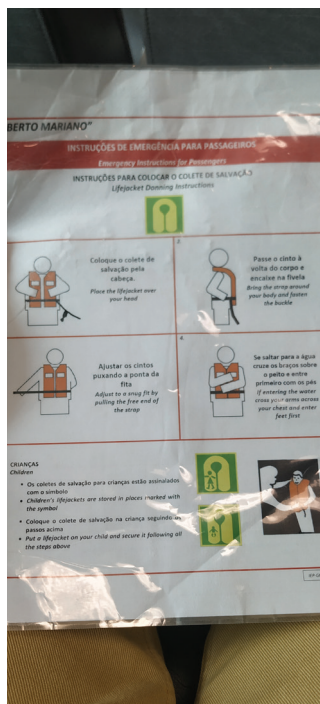 BERTO MARIANO"
INSTRUÇÕES DE EMERGÊNCIA PARA PASSAGEIROS
Emergency Instructions for Passengers
INSTRUÇÕES PARA COLOCAR O COLETE DE SALVAÇÃO
Lifejacket Donning Instructions
Coloque o colete de
salvação pela
cabeça.
Place the lifejacket over
your head
2.
Passe o cinto à
volta do corpo e
encaixe na fivela
Bring the strap around
your body and fasten
the buckle
Ajustar os cintos
puxando a ponta da
fita
Adjust to a snug fit by
pulling the free end of
the strap
4.
Se saltar para a água
cruze os braços sobre
o peito e entre
primeiro com os pés
If entering the water
cross your arms across
your chest and enter
feet first
CRIANÇAS
Children
• Os coletes de salvação para crianças estão assinalados
com o símbolo
• Children's lifejackets are stored in places marked with
the symbol
• Coloque o colete de salvação na criança seguindo os
passos acima
• Put a lifejacket on your child and secure it following all
the steps above